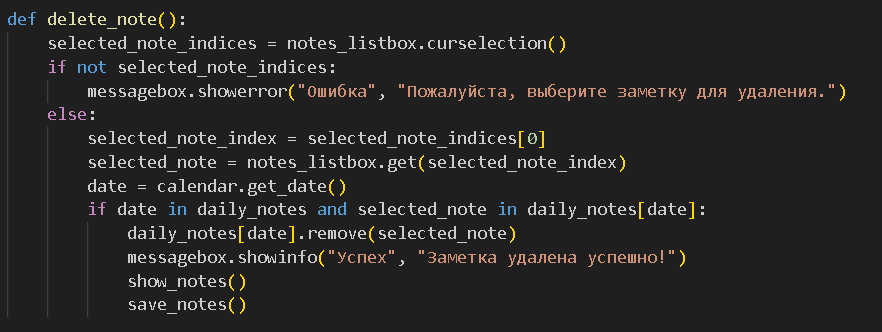 def delete_note():
    selected_note_indices = notes_listbox.curselection()
    if not selected_note_indices:
        messagebox.showerror("Ошибка", "Пожалуйста, выберите заметку для удаления.")
    else:
        selected_note_index = selected_note_indices[0]
        selected_note = notes_listbox.get(selected_note_index)
        date = calendar.get_date()
        if date in daily_notes and selected_note in daily_notes[date]:
            daily_notes[date].remove(selected_note)
            messagebox.showinfo("Успех", "Заметка удалена успешно!")
            show_notes()
            save_notes()